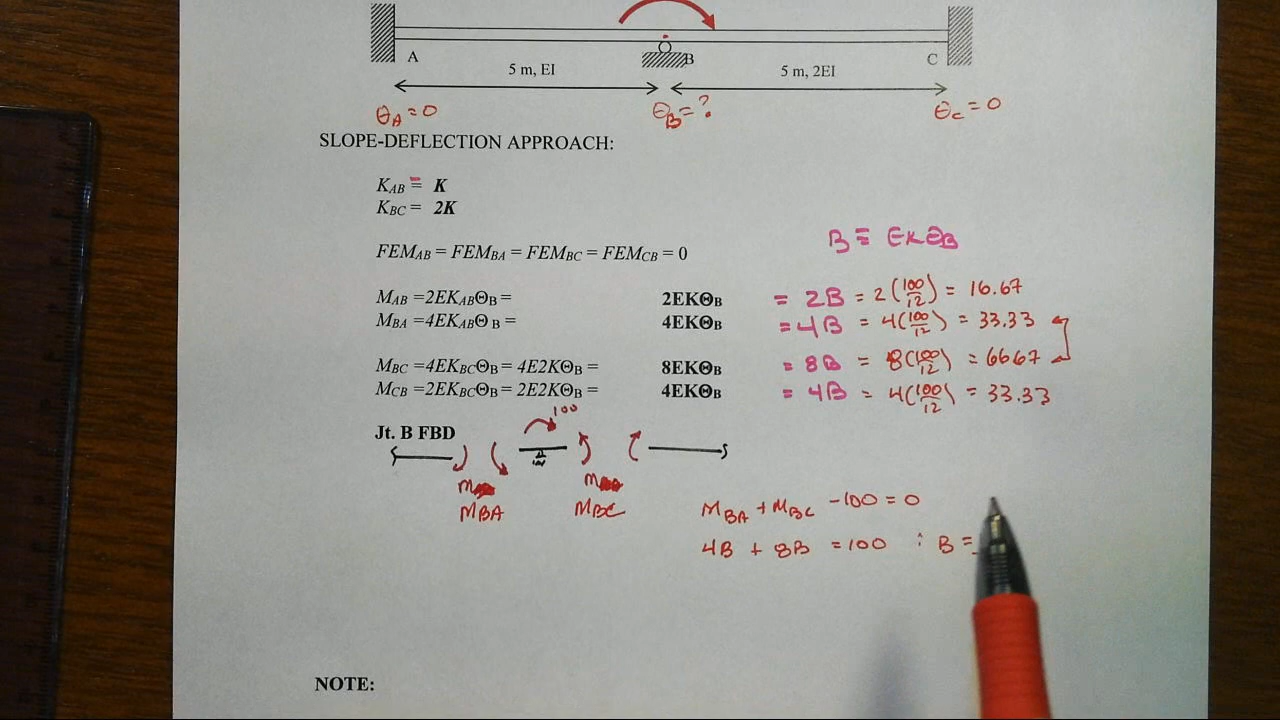 A B C
5 m, EI 5 m, 2EI
θA = 0 θB = ? θC = 0
SLOPE-DEFLECTION APPROACH:
KAB = K
KBC = 2K
B ≡ EKθB
FEMAB = FEMBA = FEMBC = FEMCB = 0
MAB =2EKABΘB = 2EKΘB = 2B = 2(100/12) = 16.67
MBA =4EKABΘ B = 4EKΘB = 4B = 4(100/12) = 33.33
MBC =4EKBCΘB = 4E2KΘB = 8EKΘB = 8B = 8(100/12) = 66.67
MCB =2EKBCΘB = 2E2KΘB = 4EKΘB = 4B = 4(100/12) = 33.33
100
Jt. B FBD
MBA MBC
MBA + MBC - 100 = 0
4B + 8B = 100 : B =
NOTE: